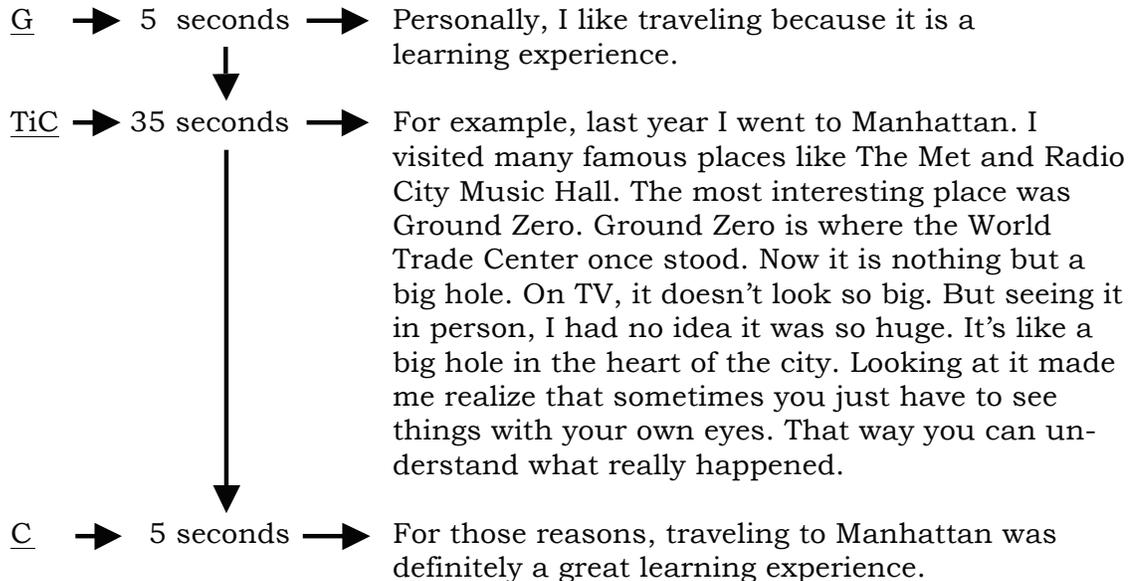 G 5 seconds Personally, I like traveling because it is a
learning experience.
TiC 35 seconds For example, last year I went to Manhattan. I
visited many famous places like The Met and Radio
City Music Hall. The most interesting place was
Ground Zero. Ground Zero is where the World
Trade Center once stood. Now it is nothing but a
big hole. On TV, it doesn’t look so big. But seeing it
in person, I had no idea it was so huge. It’s like a
big hole in the heart of the city. Looking at it made
me realize that sometimes you just have to see
things with your own eyes. That way you can un-
derstand what really happened.
C 5 seconds For those reasons, traveling to Manhattan was
definitely a great learning experience.